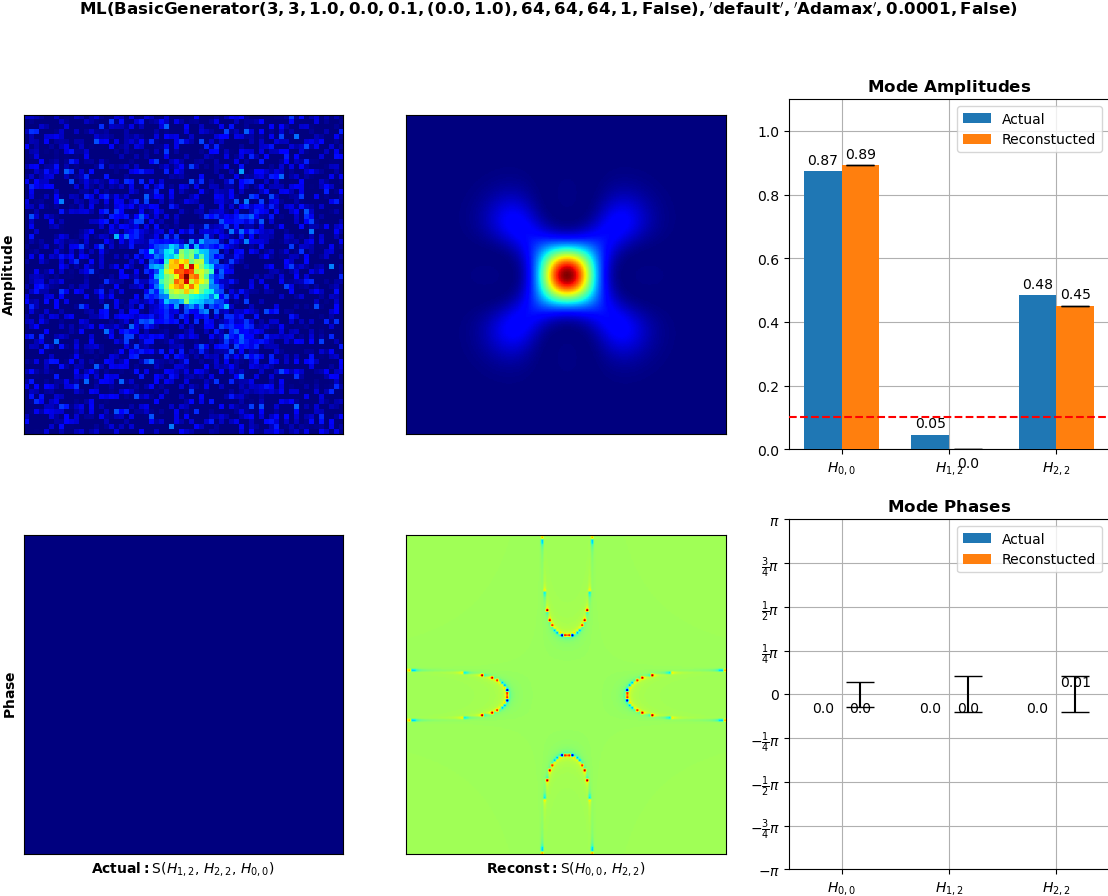 ML(BasicGenerator(3, 3, 1.0, 0.0, 0.1, (0.0, 1.0), 64, 64, 64, 1, False), ′default′, ′Adamax′, 0.0001, False)
Amplitude
Mode Amplitudes
Actual
Reconstucted
1.0
0.8
0.6
0.4
0.2
0.0
0.87
0.89
0.05
0.0
0.48
0.45
H0,0
H1,2
H2,2
Phase
Actual: S(H1,2, H2,2, H0,0)
Reconst: S(H0,0, H2,2)
Mode Phases
Actual
Reconstucted
π
3/4π
1/2π
1/4π
0
−1/4π
−1/2π
−3/4π
−π
0.0
0.0
0.0
0.0
0.0
0.01
H0,0
H1,2
H2,2